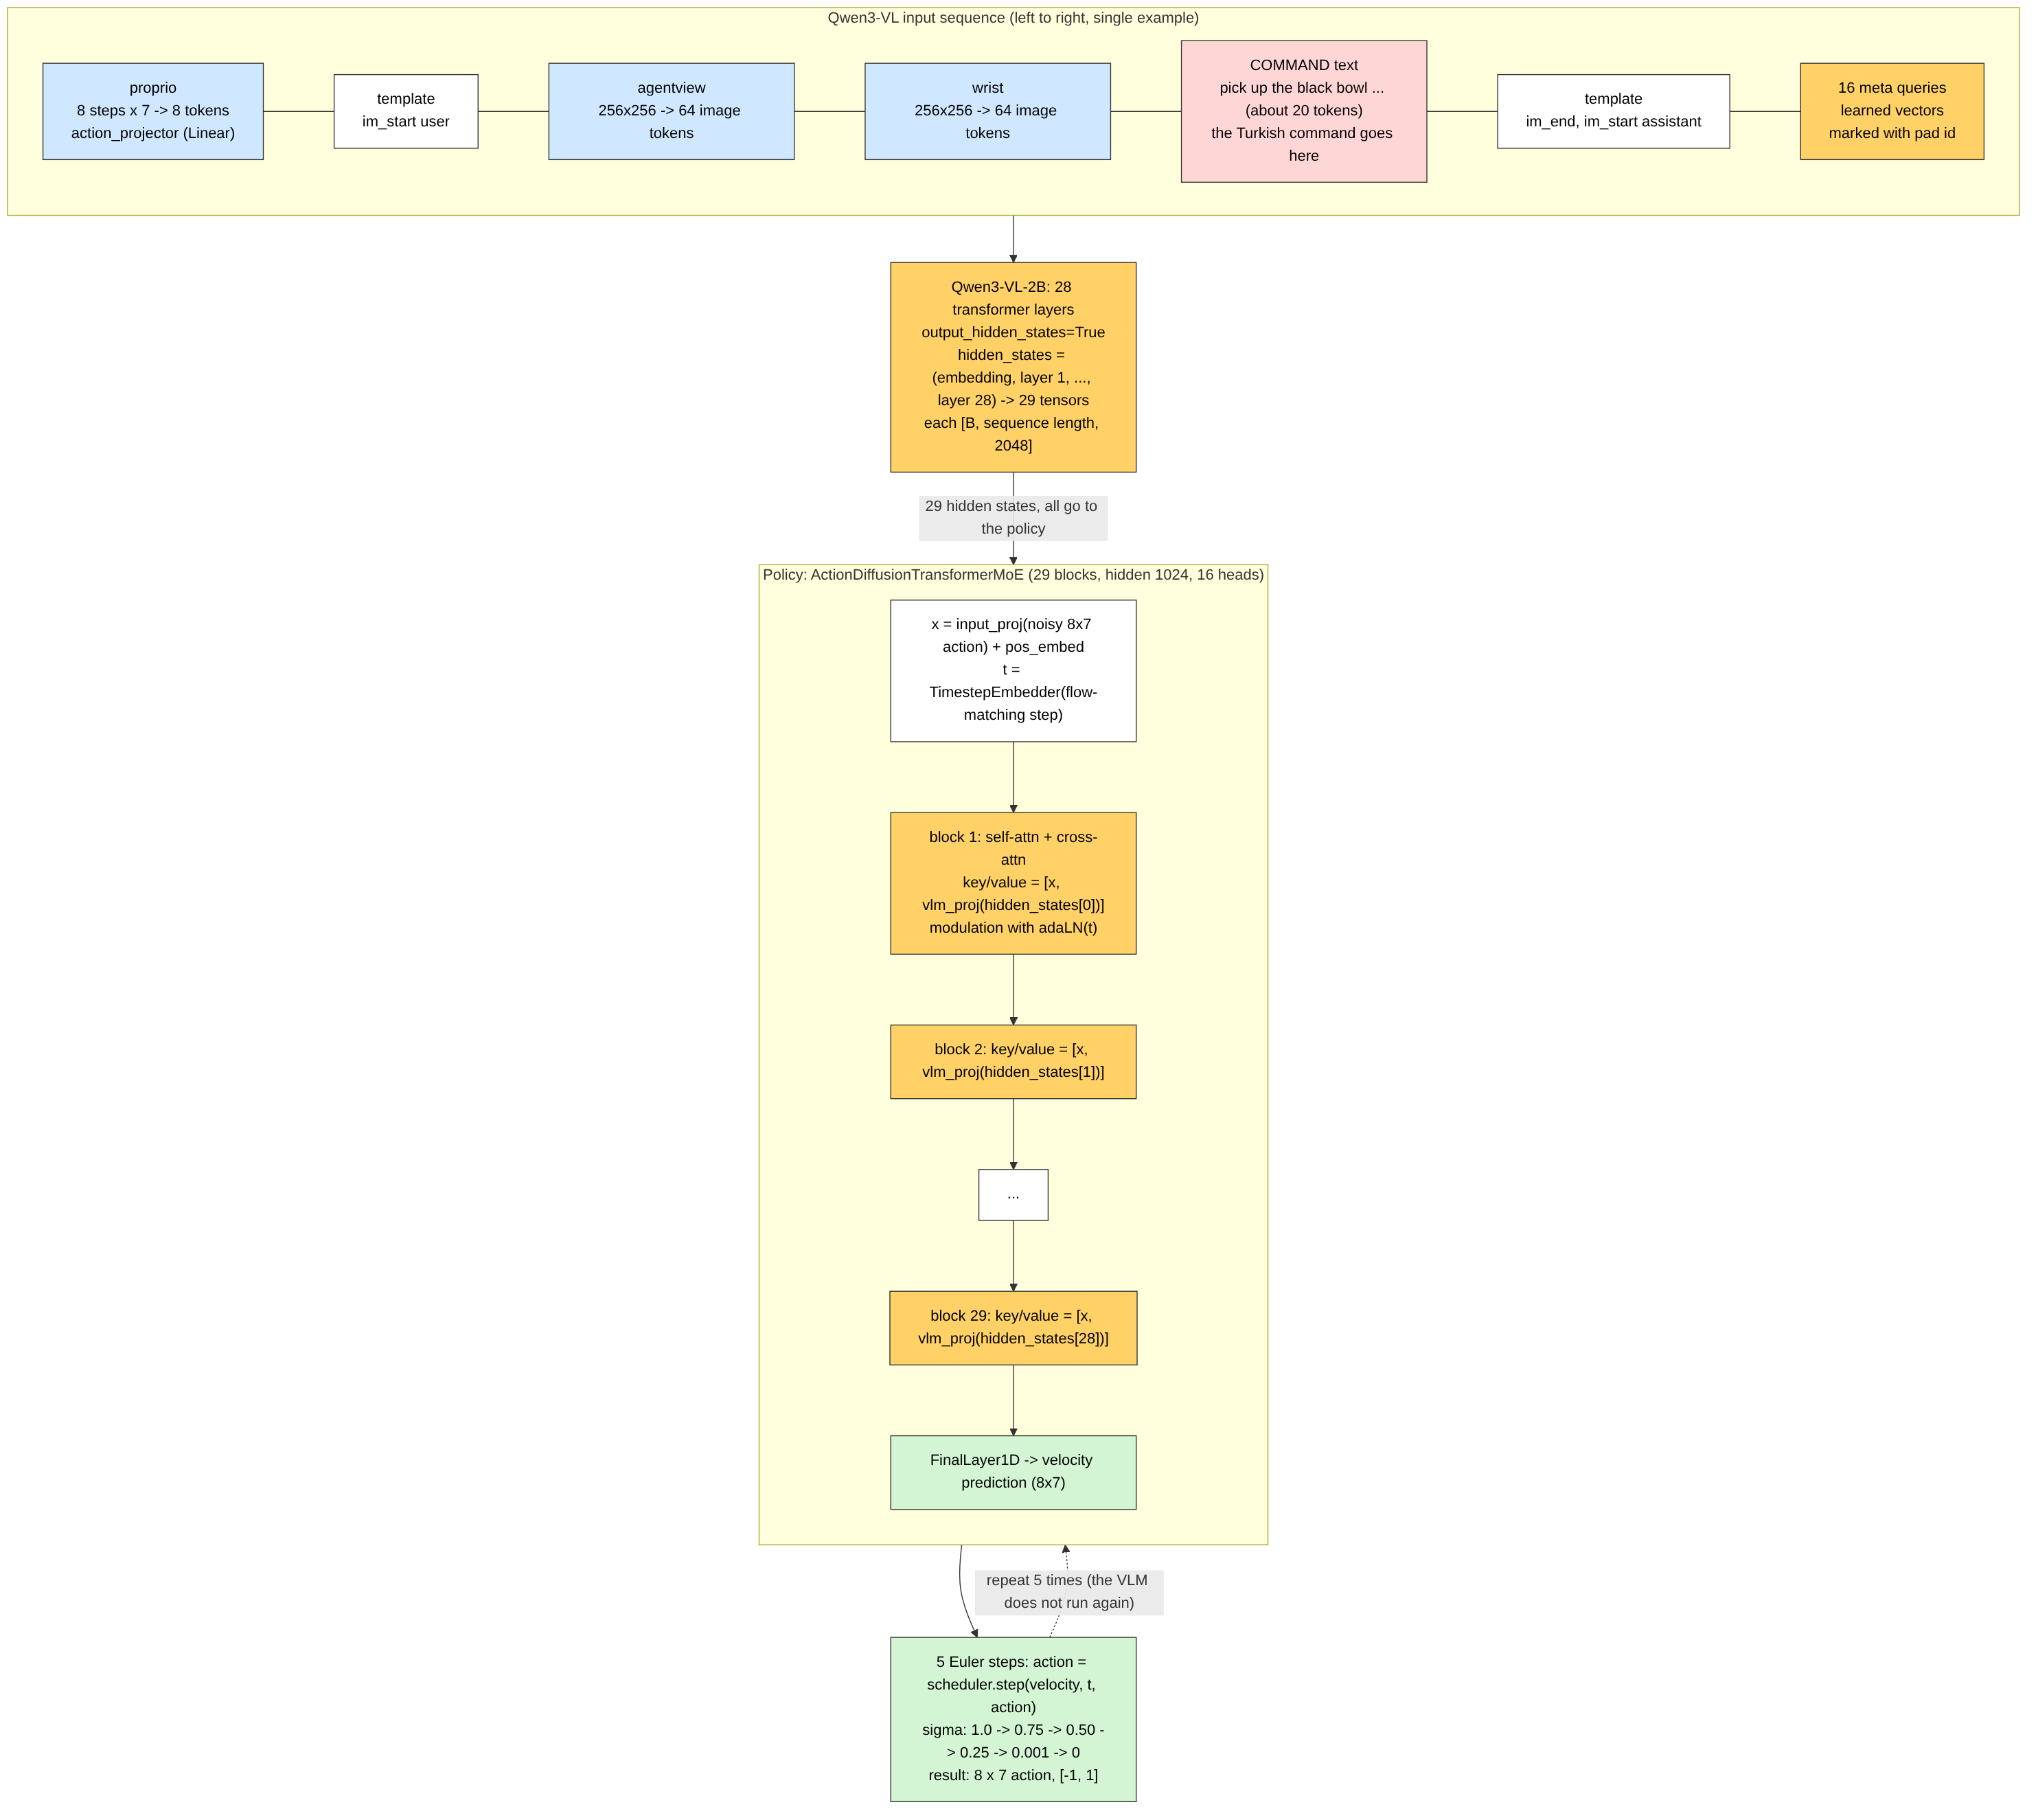 Qwen3-VL input sequence (left to right, single example)
proprio
8 steps x 7 -> 8 tokens
action_projector (Linear)
template
im_start user
agentview
256x256 -> 64 image
tokens
wrist
256x256 -> 64 image
tokens
COMMAND text
pick up the black bowl ...
(about 20 tokens)
the Turkish command goes
here
template
im_end, im_start assistant
16 meta queries
learned vectors
marked with pad id
Qwen3-VL-2B: 28
transformer layers
output_hidden_states=True
hidden_states =
(embedding, layer 1, ...,
layer 28) -> 29 tensors
each [B, sequence length,
2048]
29 hidden states, all go to
the policy
Policy: ActionDiffusionTransformerMoE (29 blocks, hidden 1024, 16 heads)
x = input_proj(noisy 8x7
action) + pos_embed
t =
TimestepEmbedder(flow-
matching step)
block 1: self-attn + cross-
attn
key/value = [x,
vlm_proj(hidden_states[0])]
modulation with adaLN(t)
block 2: key/value = [x,
vlm_proj(hidden_states[1])]
...
block 29: key/value = [x,
vlm_proj(hidden_states[28])]
FinalLayer1D -> velocity
prediction (8x7)
repeat 5 times (the VLM
does not run again)
5 Euler steps: action =
scheduler.step(velocity, t,
action)
sigma: 1.0 -> 0.75 -> 0.50 -
> 0.25 -> 0.001 -> 0
result: 8 x 7 action, [-1, 1]